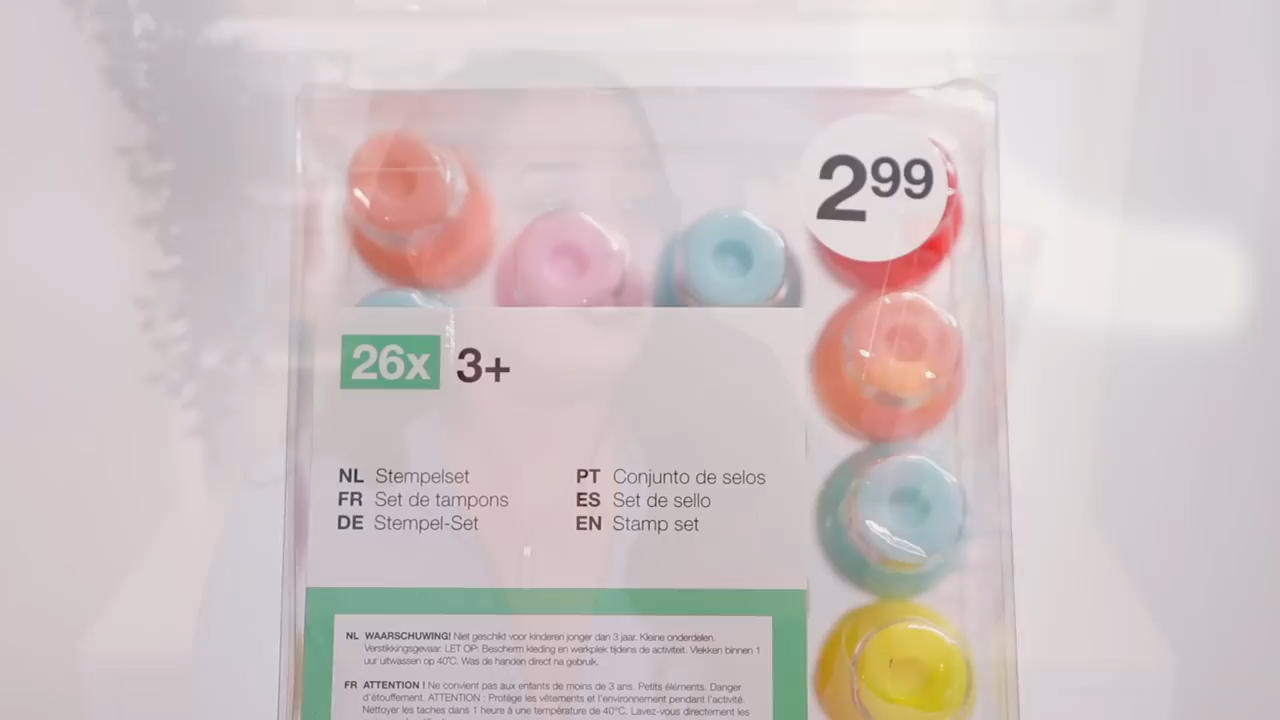 2⁹⁹
26x 3+
NL Stempelset
FR Set de tampons
DE Stempel-Set
PT Conjunto de selos
ES Set de sello
EN Stamp set
NL WAARSCHUWING! Niet geschikt voor kinderen jonger dan 3 jaar. Kleine onderdelen.
Verstikkingsgevaar. LET OP: Bescherm kleding en werkplek tijdens de activiteit. Vlekken binnen 1
uur uitwassen op 40°C. Was de handen direct na gebruik.
FR ATTENTION ! Ne convient pas aux enfants de moins de 3 ans. Petits éléments. Danger
d'étouffement. ATTENTION : Protège les vêtements et l'environnement pendant l'activité.
Nettoyer les taches dans 1 heure à une température de 40°C. Lavez-vous directement les